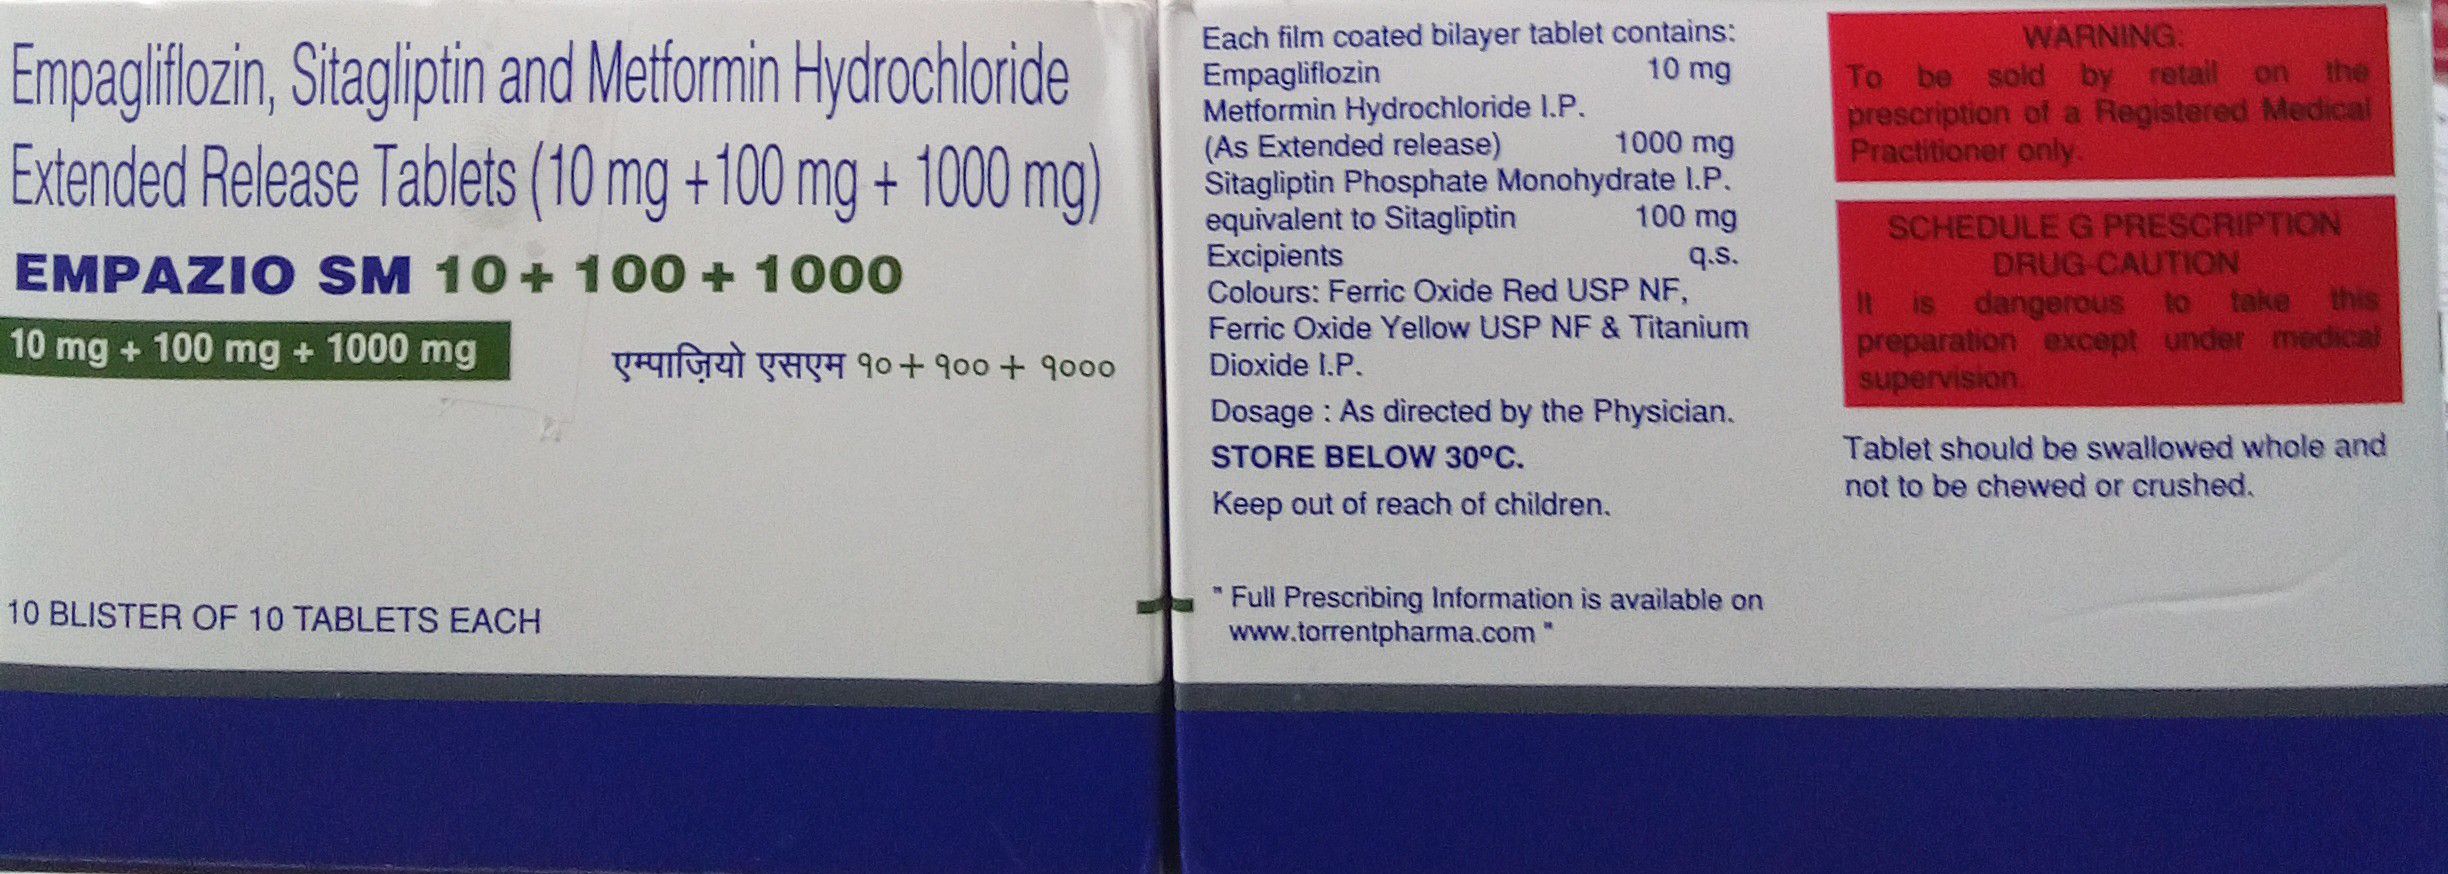 Empagliflozin, Sitagliptin and Metformin Hydrochloride
Extended Release Tablets (10 mg +100 mg + 1000 mg)
EMPAZIO SM 10 + 100 + 1000
10 mg + 100 mg + 1000 mg
एम्पाज़ियो एसएम १० + १०० + १०००
10 BLISTER OF 10 TABLETS EACH
Each film coated bilayer tablet contains:
Empagliflozin 10 mg
Metformin Hydrochloride I.P.
(As Extended release) 1000 mg
Sitagliptin Phosphate Monohydrate I.P.
equivalent to Sitagliptin 100 mg
Excipients q.s.
Colours: Ferric Oxide Red USP NF,
Ferric Oxide Yellow USP NF & Titanium
Dioxide I.P.
Dosage : As directed by the Physician.
STORE BELOW 30ºC.
Keep out of reach of children.
" Full Prescribing Information is available on
www.torrentpharma.com "
WARNING:
To be sold by retail on the
prescription of a Registered Medical
Practitioner only.
SCHEDULE G PRESCRIPTION
DRUG-CAUTION
It is dangerous to take this
preparation except under medical
supervision.
Tablet should be swallowed whole and
not to be chewed or crushed.